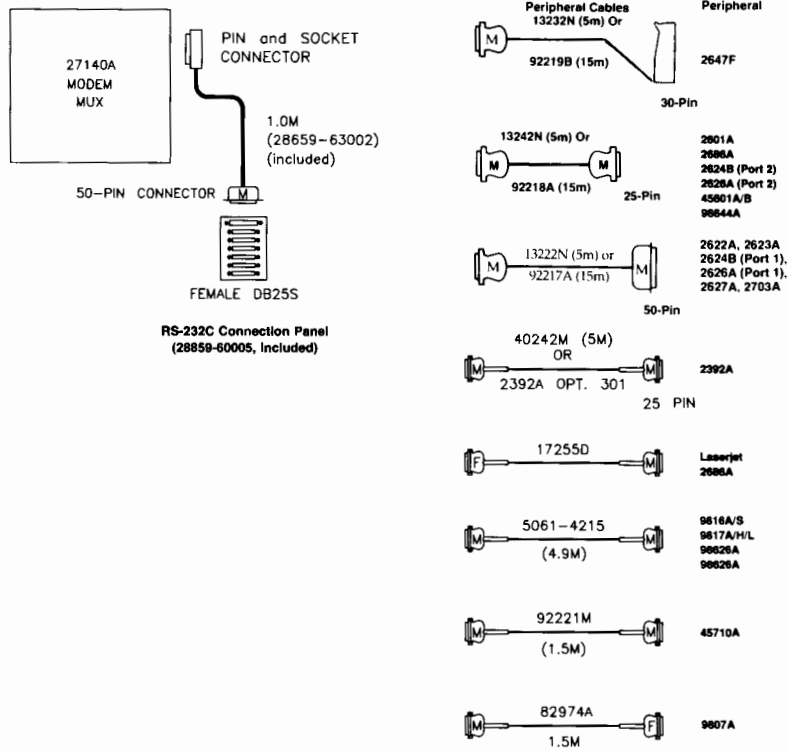 27140A
MODEM
MUX
PIN and SOCKET
CONNECTOR
1.0M
(28659-63002)
(included)
50-PIN CONNECTOR
M
FEMALE DB25S
RS-232C Connection Panel
(28859-60005, Included)
Peripheral Cables
Peripheral
13232N (5m) Or
M
92219B (15m)
2647F
30-Pin
13242N (5m) Or
M
M
92218A (15m)
25-Pin
2601A
2686A
2624B (Port 2)
2626A (Port 2)
45601A/B
98644A
13222N (5m) or
M
M
92217A (15m)
50-Pin
2622A, 2623A
2624B (Port 1),
2626A (Port 1),
2627A, 2703A
40242M (5M)
OR
M
M
2392A OPT. 301
25 PIN
2392A
17255D
F
M
Laserjet
2686A
5061-4215
M
M
(4.9M)
9816A/S
9817A/H/L
98626A
98626A
92221M
M
M
(1.5M)
45710A
82974A
M
F
1.5M
9807A